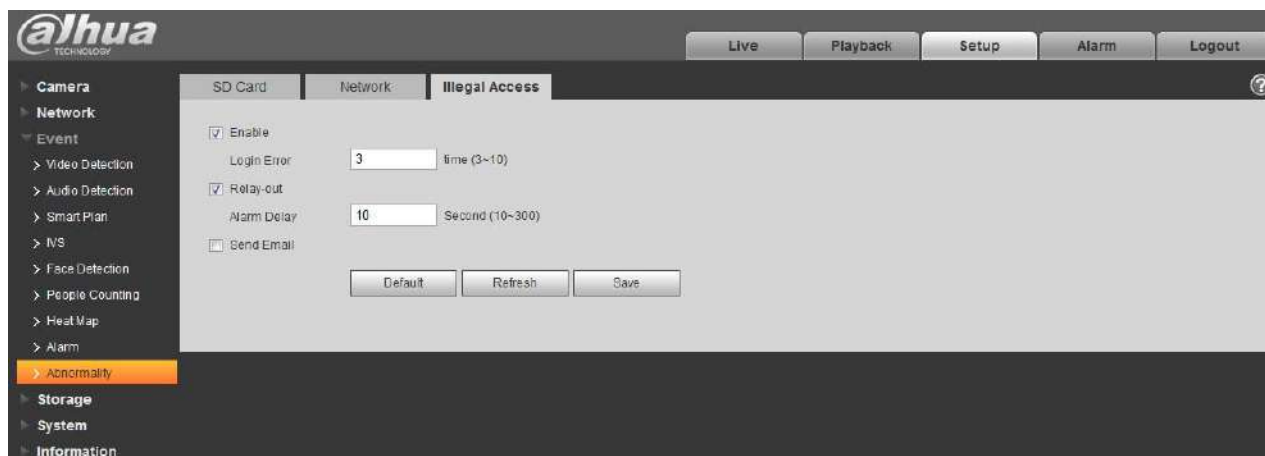 alhua
TECHNOLOGY
Live Playback Setup Alarm Logout
Camera
Network
Event
> Video Detection
> Audio Detection
> Smart Plan
> IVS
> Face Detection
> People Counting
> Heat Map
> Alarm
> Abnormality
Storage
System
Information
SD Card Network Illegal Access ?
Enable
Login Error 3 time (3~10)
Relay-out
Alarm Delay 10 Second (10~300)
Send Email
Default Refresh Save